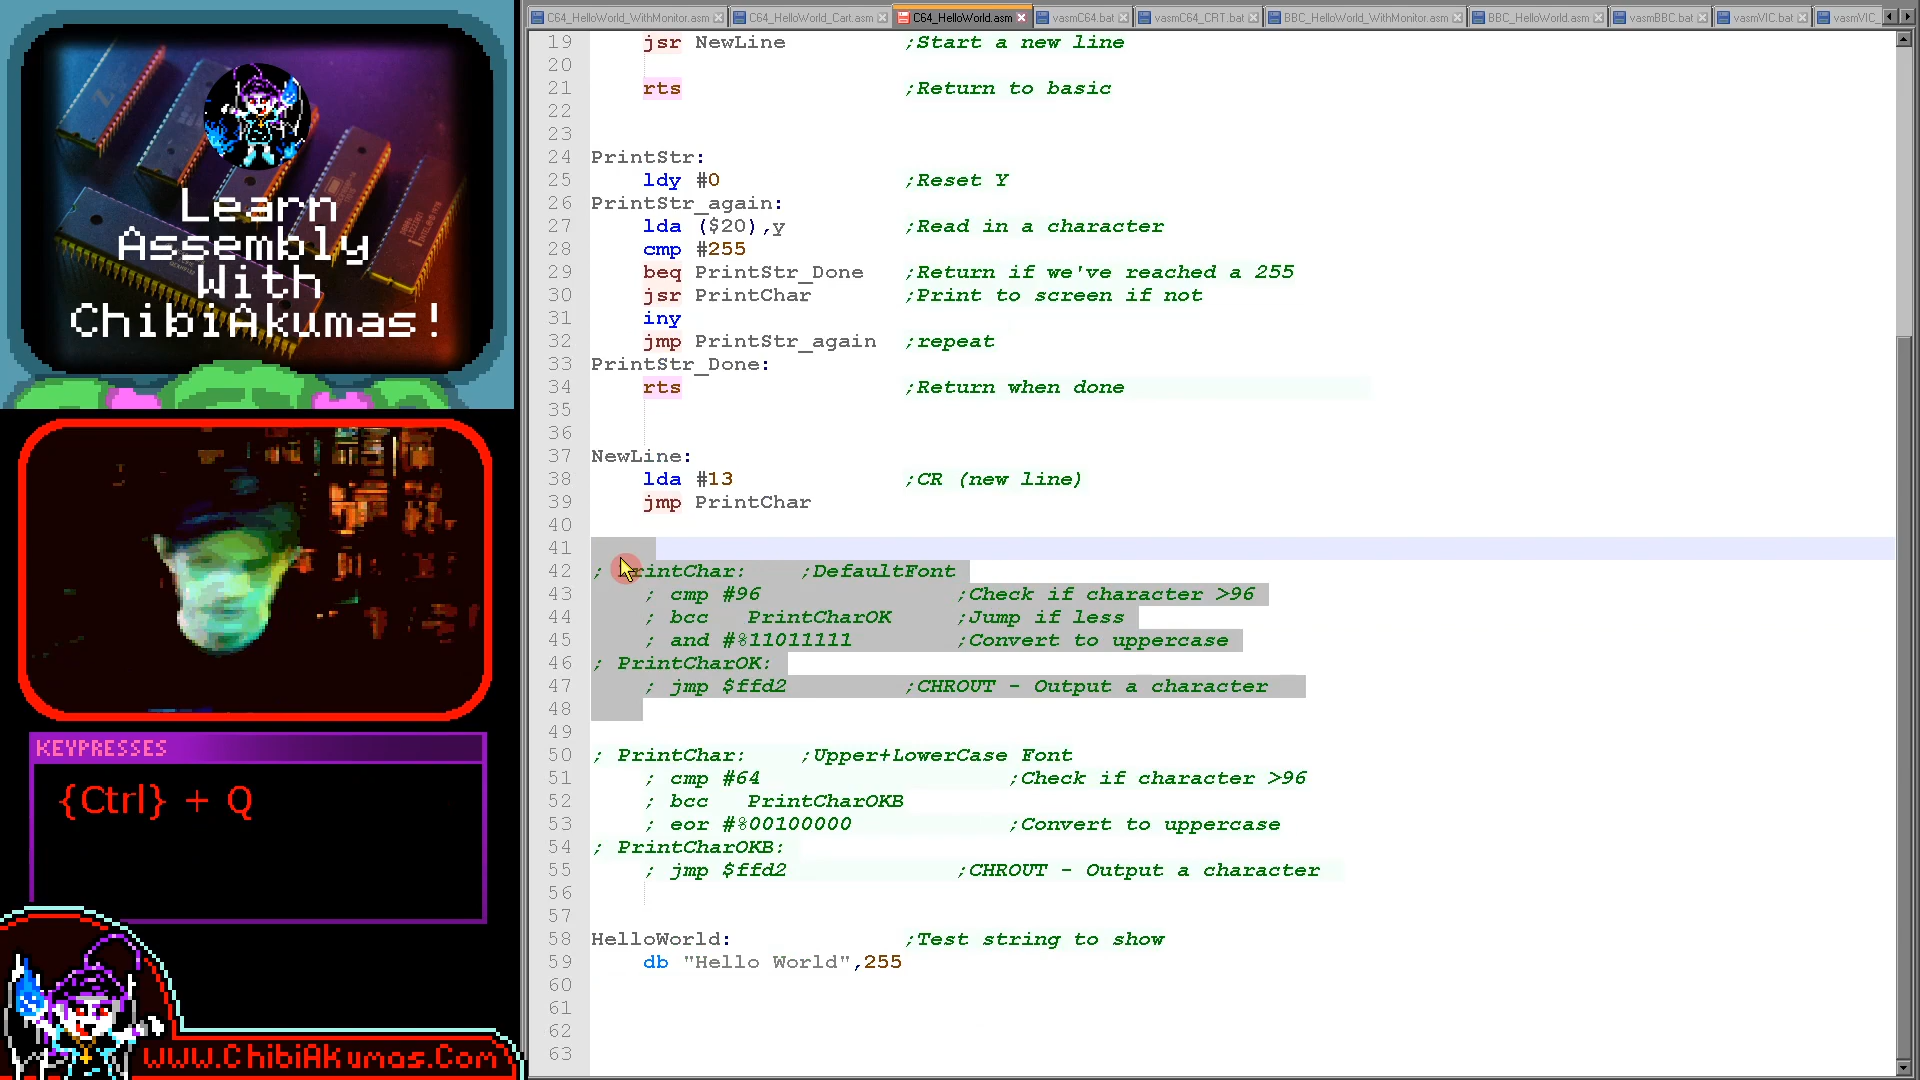 C64_HelloWorld_WithMonitor.asm C64_HelloWorld_Cart.asm C64_HelloWorld.asm vasmC64.bat vasmC64_CRT.bat BBC_HelloWorld_WithMonitor.asm BBC_HelloWorld.asm vasmBBC.bat vasmVIC.bat vasmVIC_
Learn
Assembly
With
ChibiAkumas!
KEYPRESSES
{Ctrl} + Q
www.ChibiAkumas.Com
19 jsr NewLine ;Start a new line
20
21 rts ;Return to basic
22
23
24 PrintStr:
25 ldy #0 ;Reset Y
26 PrintStr_again:
27 lda ($20),y ;Read in a character
28 cmp #255
29 beq PrintStr_Done ;Return if we've reached a 255
30 jsr PrintChar ;Print to screen if not
31 iny
32 jmp PrintStr_again ;repeat
33 PrintStr_Done:
34 rts ;Return when done
35
36
37 NewLine:
38 lda #13 ;CR (new line)
39 jmp PrintChar
40
41
42 ; PrintChar: ;DefaultFont
43 ; cmp #96 ;Check if character >96
44 ; bcc PrintCharOK ;Jump if less
45 ; and #%11011111 ;Convert to uppercase
46 ; PrintCharOK:
47 ; jmp $ffd2 ;CHROUT - Output a character
48
49
50 ; PrintChar: ;Upper+LowerCase Font
51 ; cmp #64 ;Check if character >96
52 ; bcc PrintCharOKB
53 ; eor #%00100000 ;Convert to uppercase
54 ; PrintCharOKB:
55 ; jmp $ffd2 ;CHROUT - Output a character
56
57
58 HelloWorld: ;Test string to show
59 db "Hello World",255
60
61
62
63